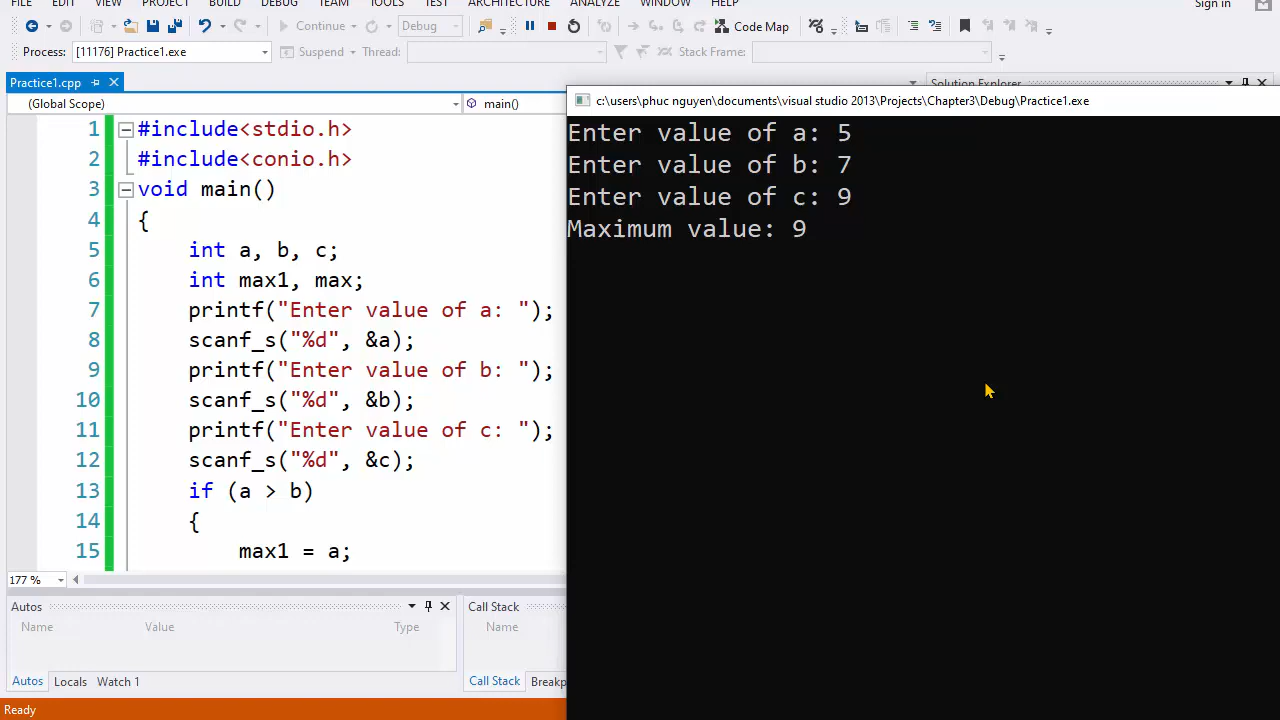 FILE EDIT VIEW PROJECT BUILD DEBUG TEAM TOOLS TEST ARCHITECTURE ANALYZE WINDOW HELP Sign in
Continue Debug Code Map
Process: [11176] Practice1.exe Suspend Thread: Stack Frame:
Practice1.cpp Solution Explorer
(Global Scope) main()
c:\users\phuc nguyen\documents\visual studio 2013\Projects\Chapter3\Debug\Practice1.exe
1 #include<stdio.h>
2 #include<conio.h>
3 void main()
4 {
5 int a, b, c;
6 int max1, max;
7 printf("Enter value of a: ");
8 scanf_s("%d", &a);
9 printf("Enter value of b: ");
10 scanf_s("%d", &b);
11 printf("Enter value of c: ");
12 scanf_s("%d", &c);
13 if (a > b)
14 {
15 max1 = a;
Enter value of a: 5
Enter value of b: 7
Enter value of c: 9
Maximum value: 9
177 %
Autos
Name Value Type
Autos Locals Watch 1
Call Stack
Name
Call Stack Breakp
Ready